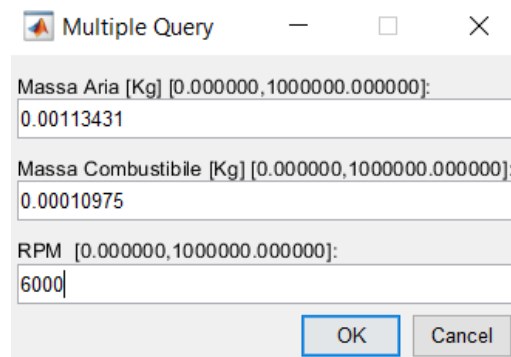 Multiple Query
Massa Aria [Kg] [0.000000,1000000.000000]:
0.00113431
Massa Combustibile [Kg] [0.000000,1000000.000000]:
0.00010975
RPM  [0.000000,1000000.000000]:
6000
OK
Cancel